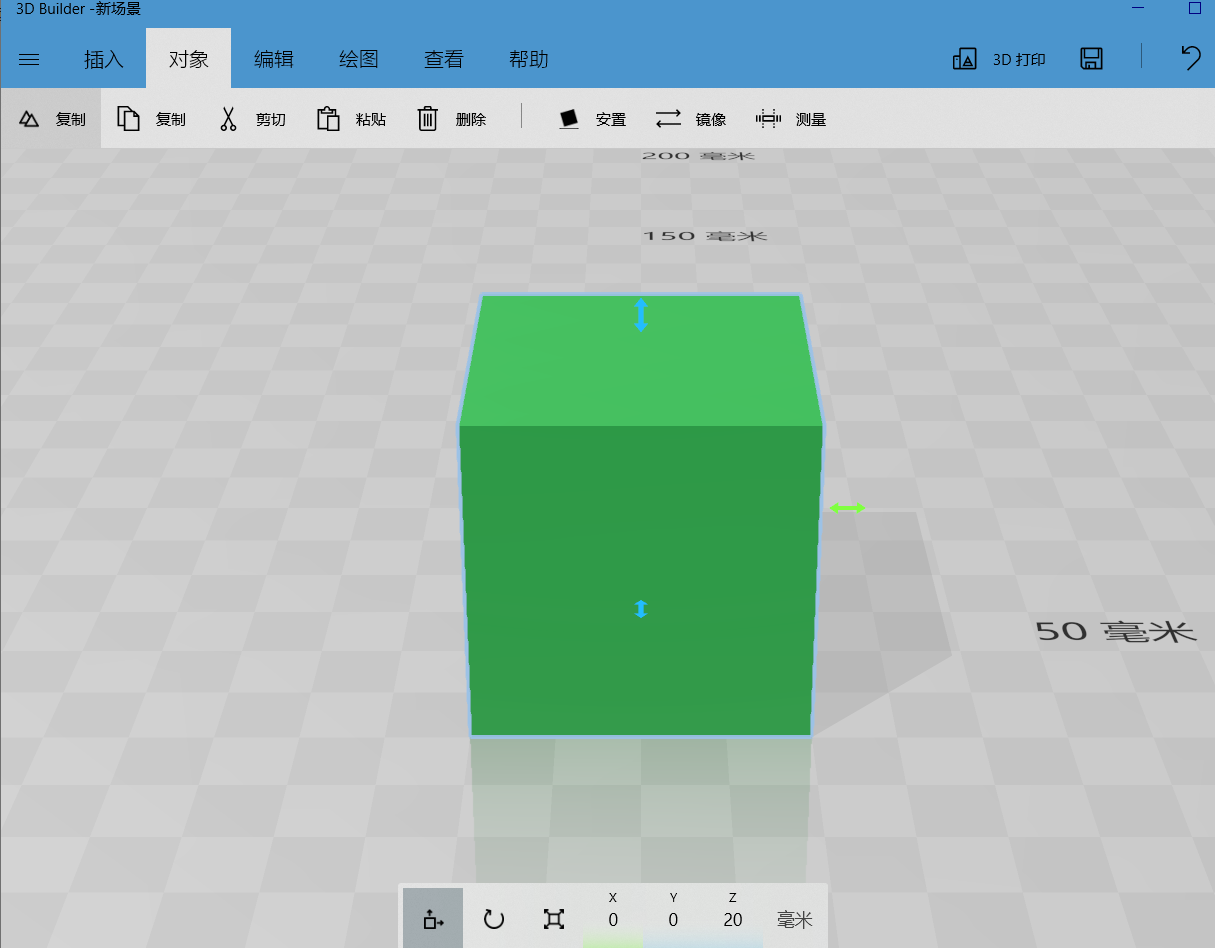 3D Builder -新场景
插入 对象 编辑 绘图 查看 帮助 3D 打印
复制 复制 剪切 粘贴 删除 安置 镜像 测量
200 毫米
150 毫米
50 毫米
X Y Z
0 0 20 毫米